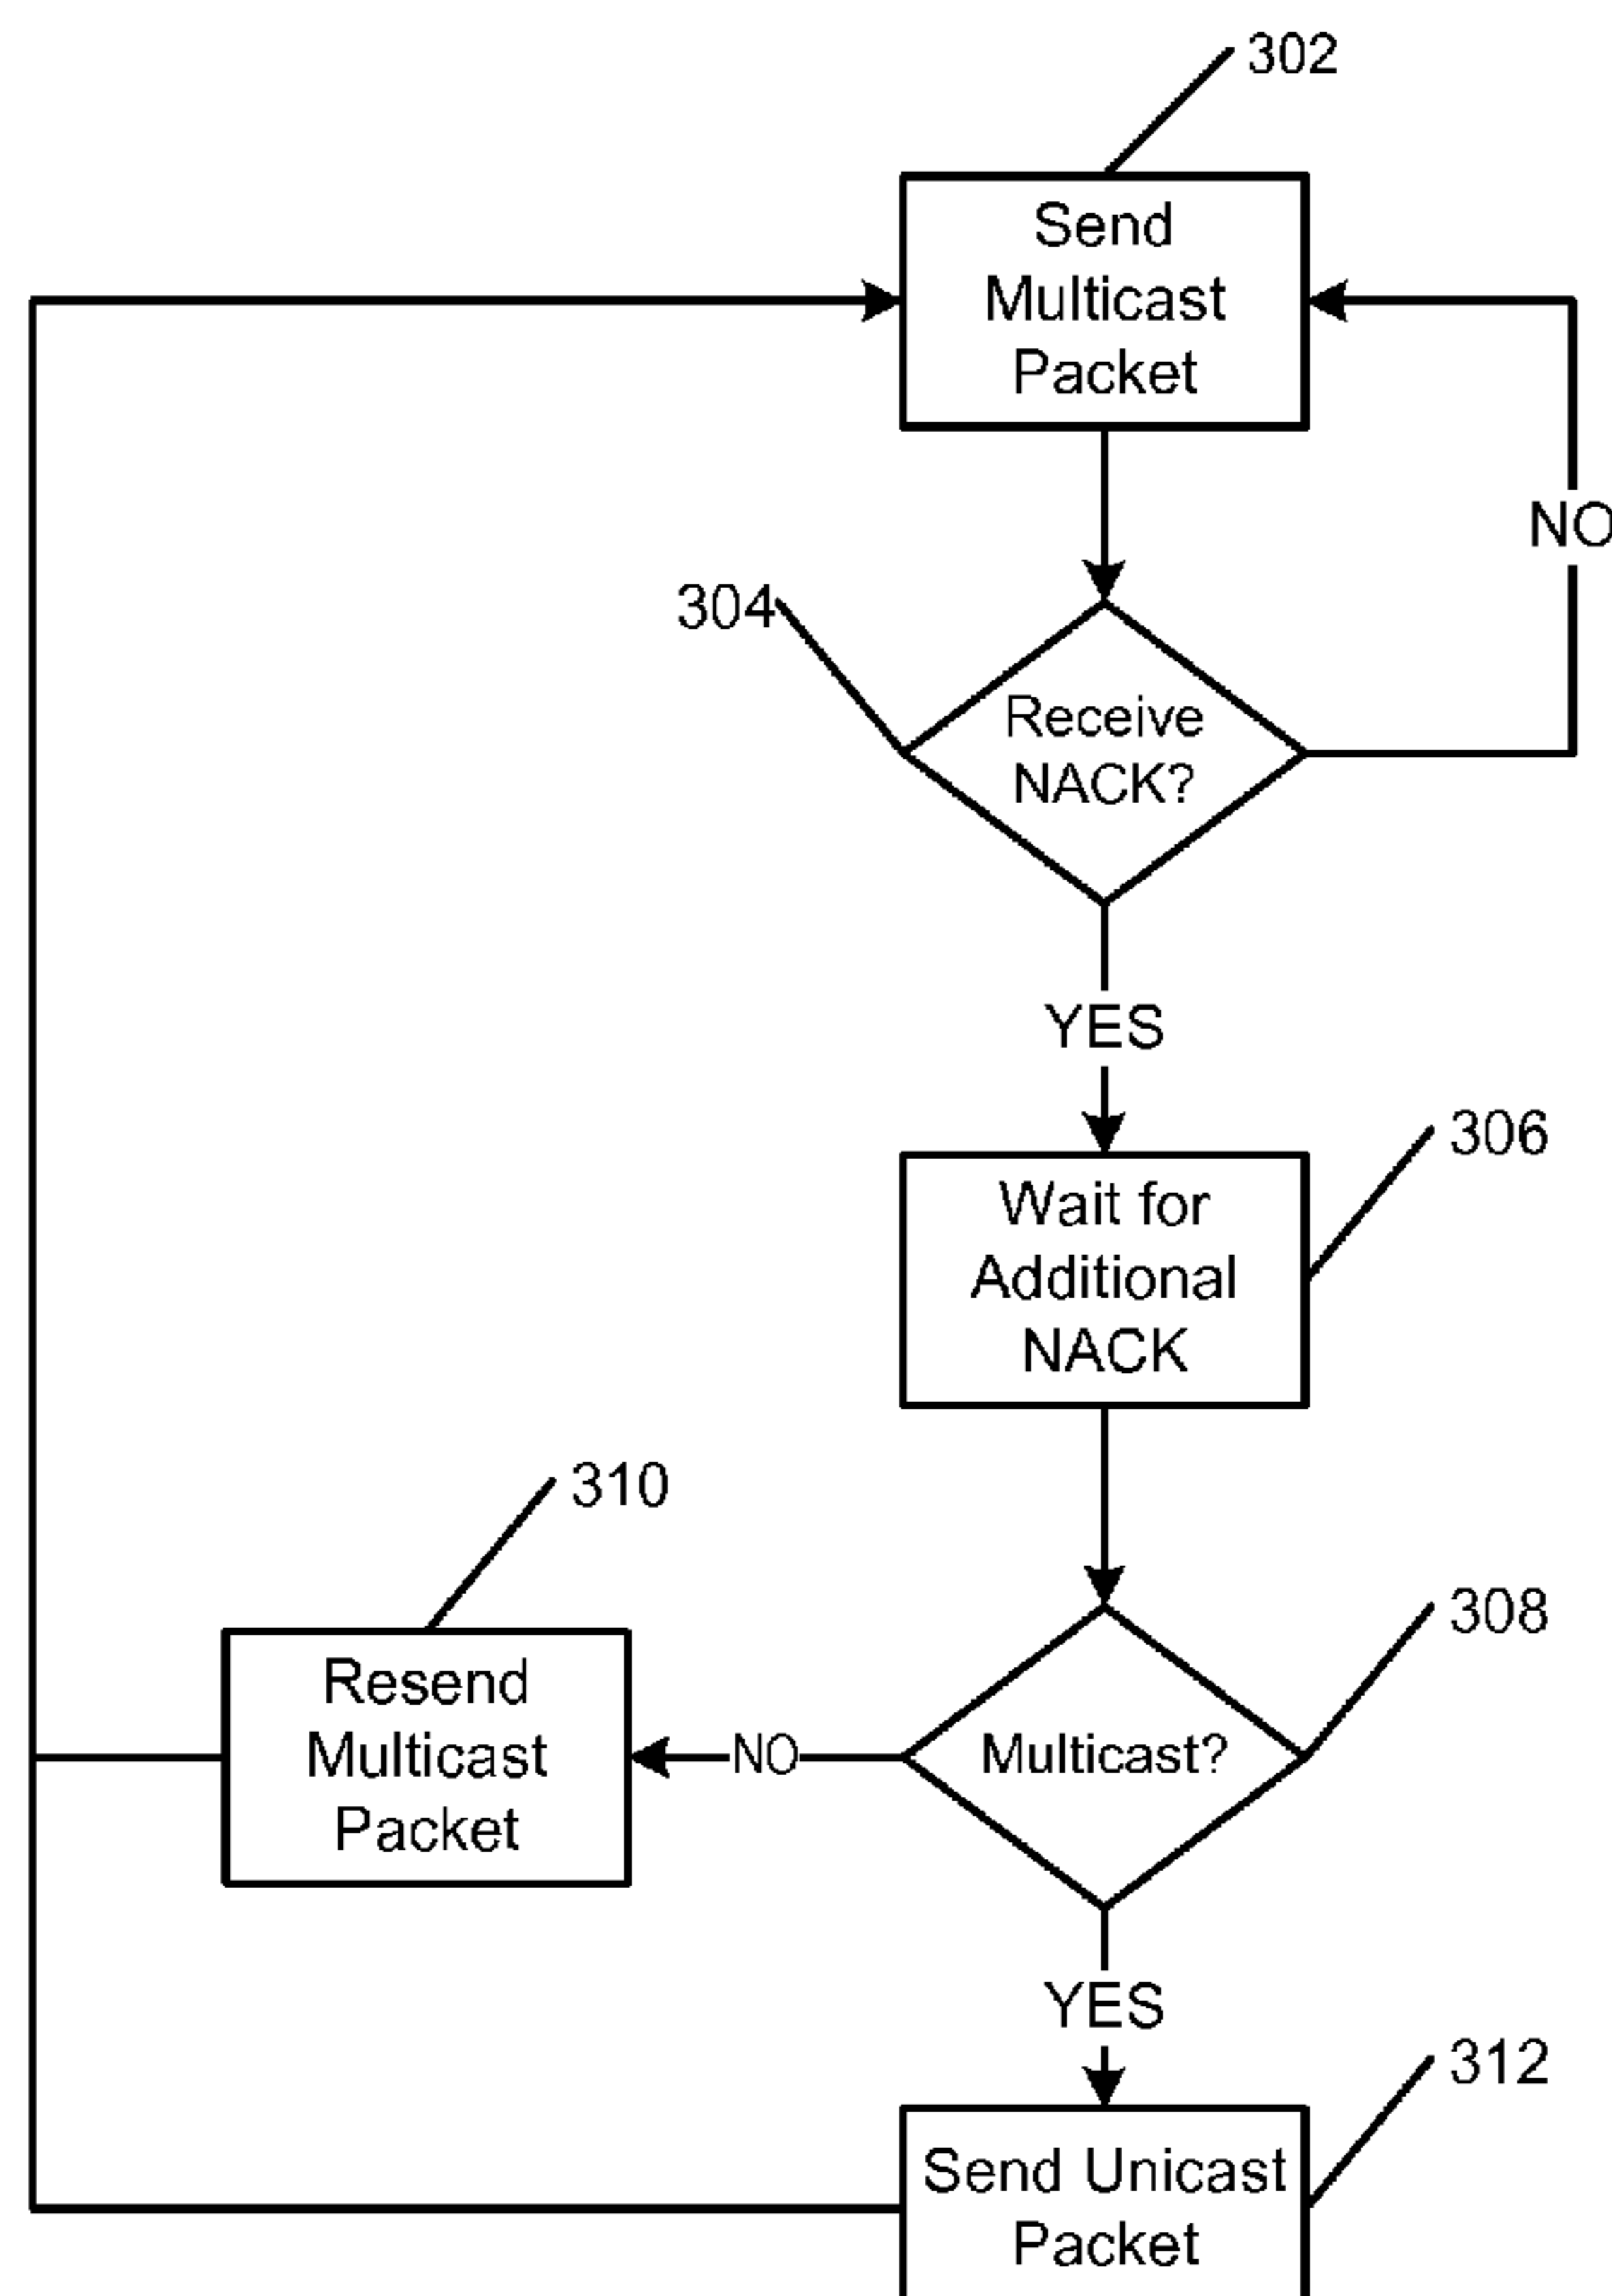 302
Send
Multicast
Packet
NO
304
Receive
NACK?
YES
306
Wait for
Additional
NACK
310
308
Resend
Multicast
Packet
NO
Multicast?
YES
312
Send Unicast
Packet